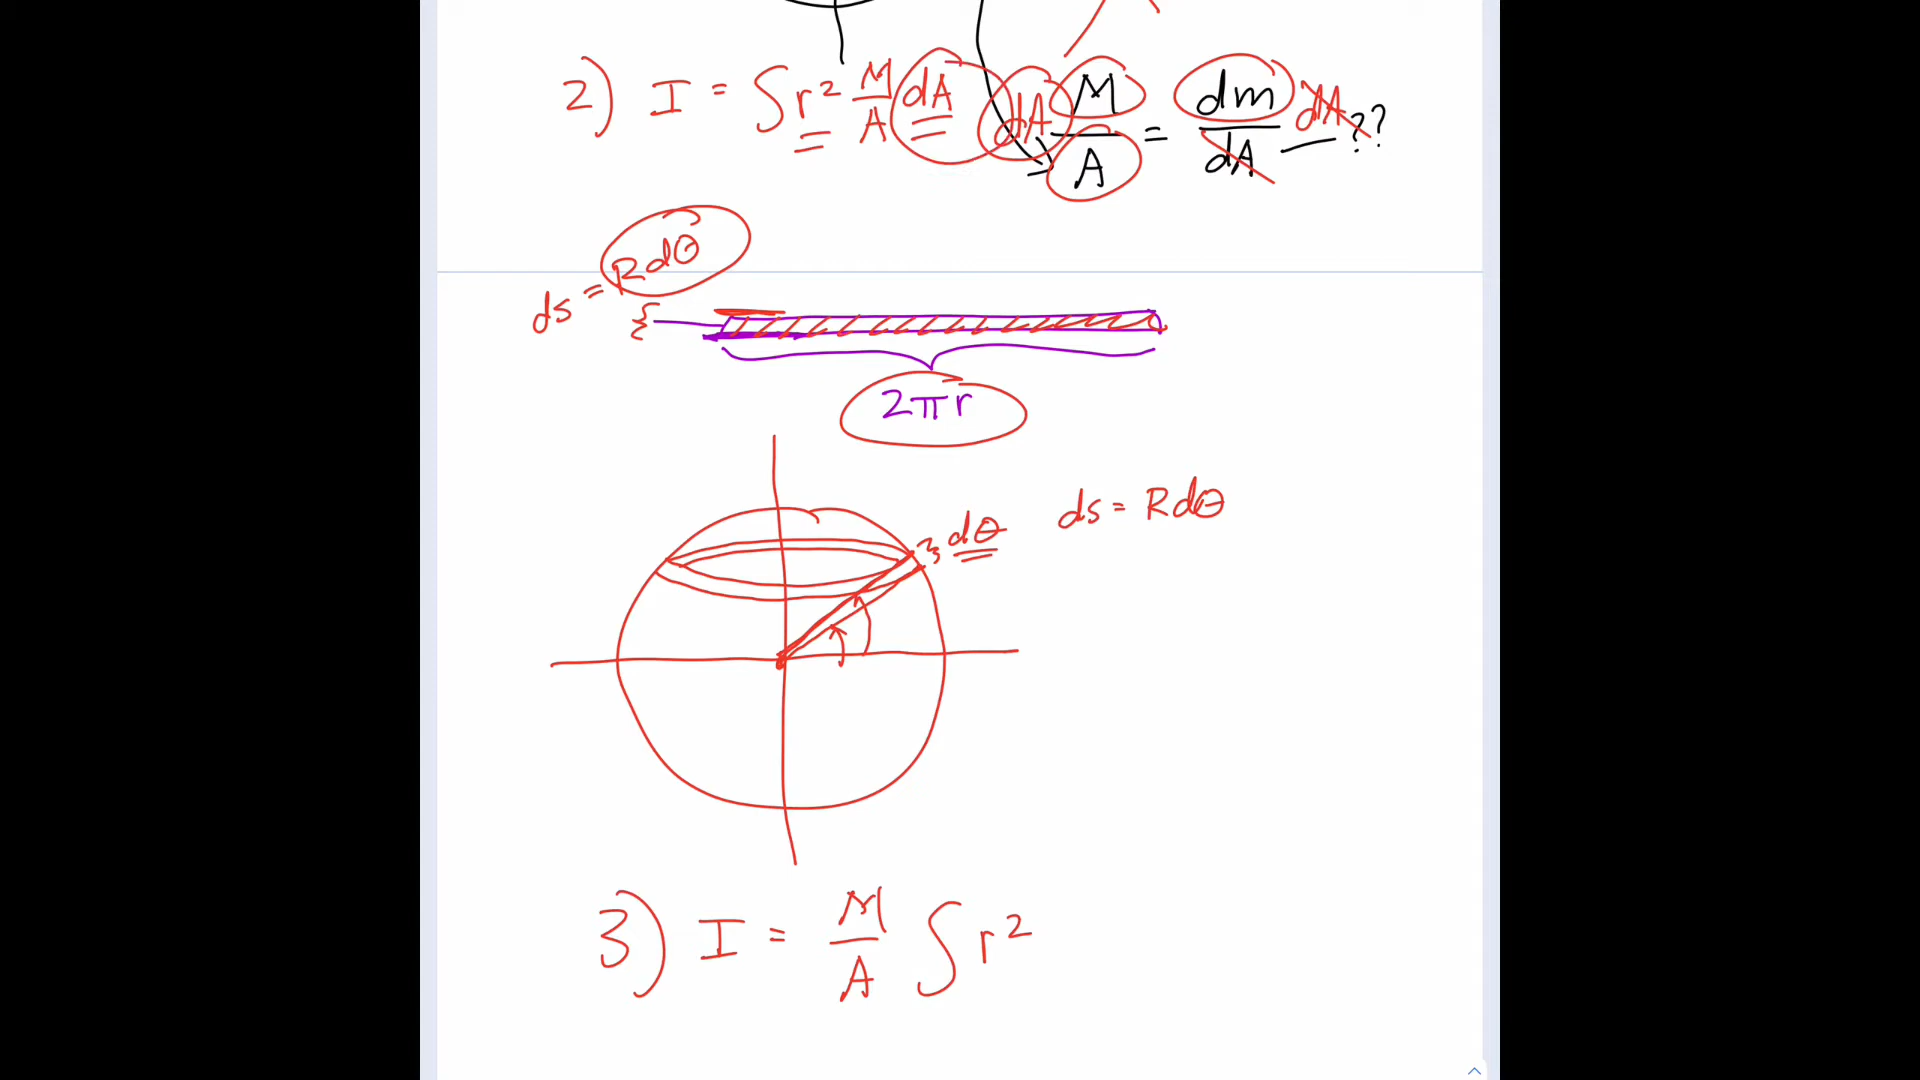 2) I = ∫ r² M/A dA dA M/A = dm/dA dA ??
ds = Rdθ
2πr
dθ ds = Rdθ
3) I = M/A ∫ r²